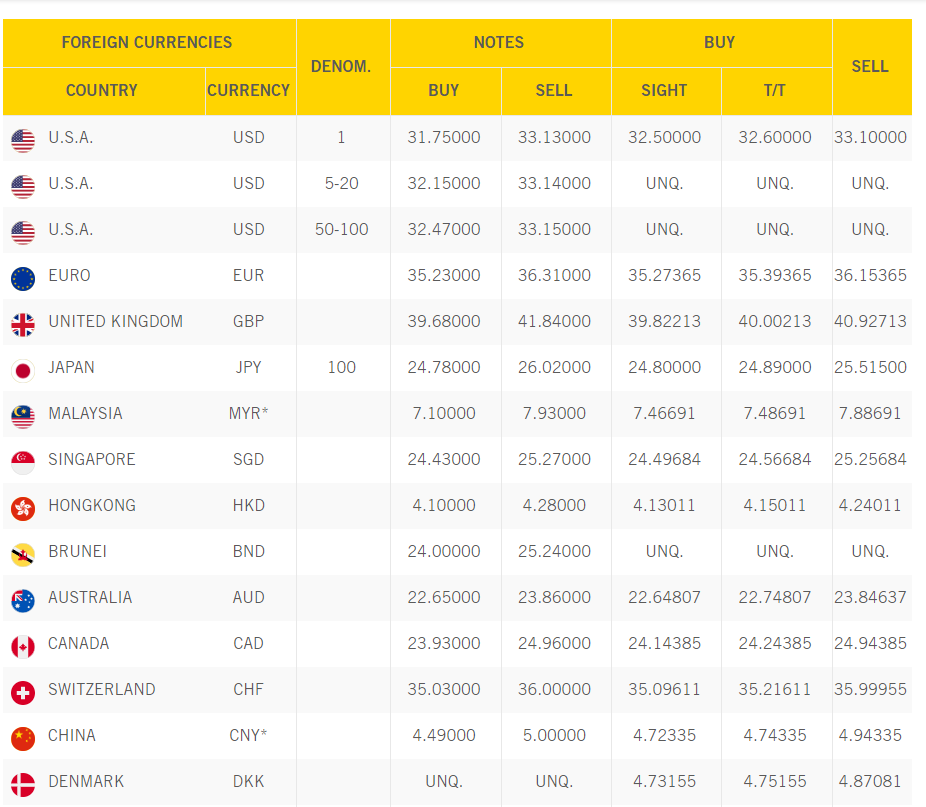 FOREIGN CURRENCIES DENOM. NOTES BUY SELL
COUNTRY CURRENCY BUY SELL SIGHT T/T
U.S.A. USD 1 31.75000 33.13000 32.50000 32.60000 33.10000
U.S.A. USD 5-20 32.15000 33.14000 UNQ. UNQ. UNQ.
U.S.A. USD 50-100 32.47000 33.15000 UNQ. UNQ. UNQ.
EURO EUR 35.23000 36.31000 35.27365 35.39365 36.15365
UNITED KINGDOM GBP 39.68000 41.84000 39.82213 40.00213 40.92713
JAPAN JPY 100 24.78000 26.02000 24.80000 24.89000 25.51500
MALAYSIA MYR* 7.10000 7.93000 7.46691 7.48691 7.88691
SINGAPORE SGD 24.43000 25.27000 24.49684 24.56684 25.25684
HONGKONG HKD 4.10000 4.28000 4.13011 4.15011 4.24011
BRUNEI BND 24.00000 25.24000 UNQ. UNQ. UNQ.
AUSTRALIA AUD 22.65000 23.86000 22.64807 22.74807 23.84637
CANADA CAD 23.93000 24.96000 24.14385 24.24385 24.94385
SWITZERLAND CHF 35.03000 36.00000 35.09611 35.21611 35.99955
CHINA CNY* 4.49000 5.00000 4.72335 4.74335 4.94335
DENMARK DKK UNQ. UNQ. 4.73155 4.75155 4.87081